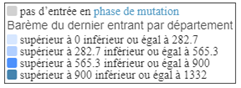 pas d’entrée en phase de mutation
Barème du dernier entrant par département
supérieur à 0 inférieur ou égal à 282.7
supérieur à 282.7 inférieur ou égal à 565.3
supérieur à 565.3 inférieur ou égal à 900
supérieur à 900 inférieur ou égal à 1332